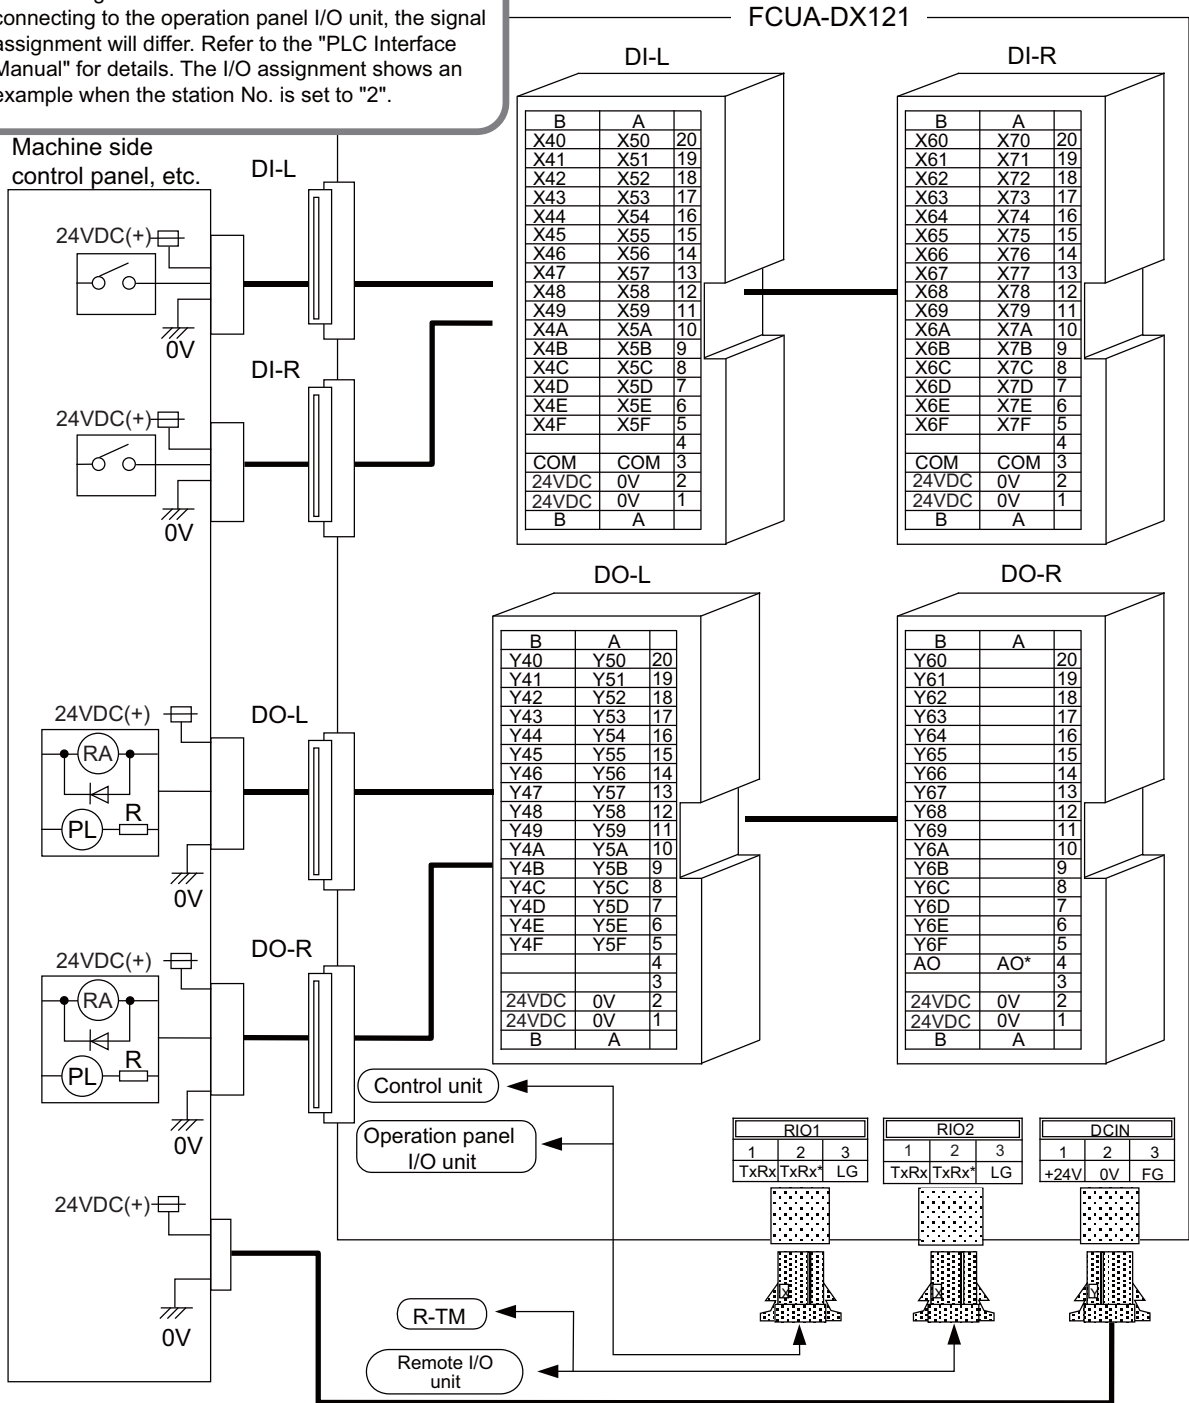 connecting to the operation panel I/O unit, the signal
assignment will differ. Refer to the "PLC Interface
Manual" for details. The I/O assignment shows an
example when the station No. is set to "2".
FCUA-DX121
Machine side
control panel, etc.
DI-L
24VDC(+)
0V
DI-R
24VDC(+)
0V
DO-L
24VDC(+)
RA
PL R
0V
DO-R
24VDC(+)
RA
PL R
0V
24VDC(+)
0V
DI-L
B A
X40 X50 20
X41 X51 19
X42 X52 18
X43 X53 17
X44 X54 16
X45 X55 15
X46 X56 14
X47 X57 13
X48 X58 12
X49 X59 11
X4A X5A 10
X4B X5B 9
X4C X5C 8
X4D X5D 7
X4E X5E 6
X4F X5F 5
4
COM COM 3
24VDC 0V 2
24VDC 0V 1
B A
DI-R
B A
X60 X70 20
X61 X71 19
X62 X72 18
X63 X73 17
X64 X74 16
X65 X75 15
X66 X76 14
X67 X77 13
X68 X78 12
X69 X79 11
X6A X7A 10
X6B X7B 9
X6C X7C 8
X6D X7D 7
X6E X7E 6
X6F X7F 5
4
COM COM 3
24VDC 0V 2
24VDC 0V 1
B A
DO-L
B A
Y40 Y50 20
Y41 Y51 19
Y42 Y52 18
Y43 Y53 17
Y44 Y54 16
Y45 Y55 15
Y46 Y56 14
Y47 Y57 13
Y48 Y58 12
Y49 Y59 11
Y4A Y5A 10
Y4B Y5B 9
Y4C Y5C 8
Y4D Y5D 7
Y4E Y5E 6
Y4F Y5F 5
4
3
24VDC 0V 2
24VDC 0V 1
B A
DO-R
B A
Y60 20
Y61 19
Y62 18
Y63 17
Y64 16
Y65 15
Y66 14
Y67 13
Y68 12
Y69 11
Y6A 10
Y6B 9
Y6C 8
Y6D 7
Y6E 6
Y6F 5
AO AO* 4
3
24VDC 0V 2
24VDC 0V 1
B A
Control unit
Operation panel
I/O unit
R-TM
Remote I/O
unit
RIO1
1 2 3
TxRx TxRx* LG
RIO2
1 2 3
TxRx TxRx* LG
DCIN
1 2 3
+24V 0V FG